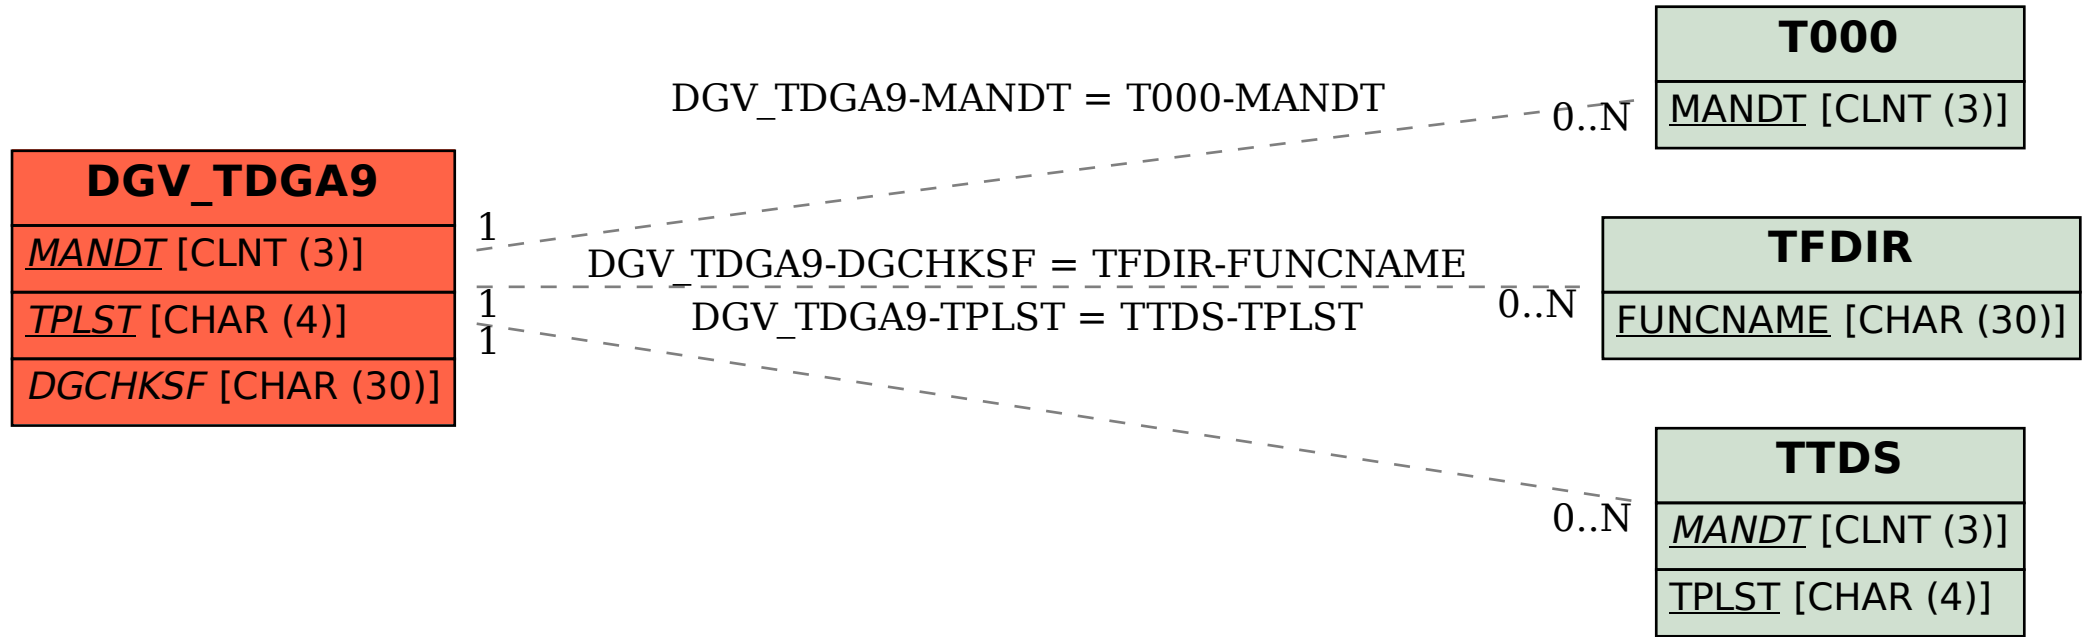 DGV_TDGA9
MANDT [CLNT (3)]
TPLST [CHAR (4)]
DGCHKSF [CHAR (30)]
DGV_TDGA9-MANDT = T000-MANDT
1
0..N
DGV_TDGA9-DGCHKSF = TFDIR-FUNCNAME
1
0..N
DGV_TDGA9-TPLST = TTDS-TPLST
1
0..N
T000
MANDT [CLNT (3)]
TFDIR
FUNCNAME [CHAR (30)]
TTDS
MANDT [CLNT (3)]
TPLST [CHAR (4)]